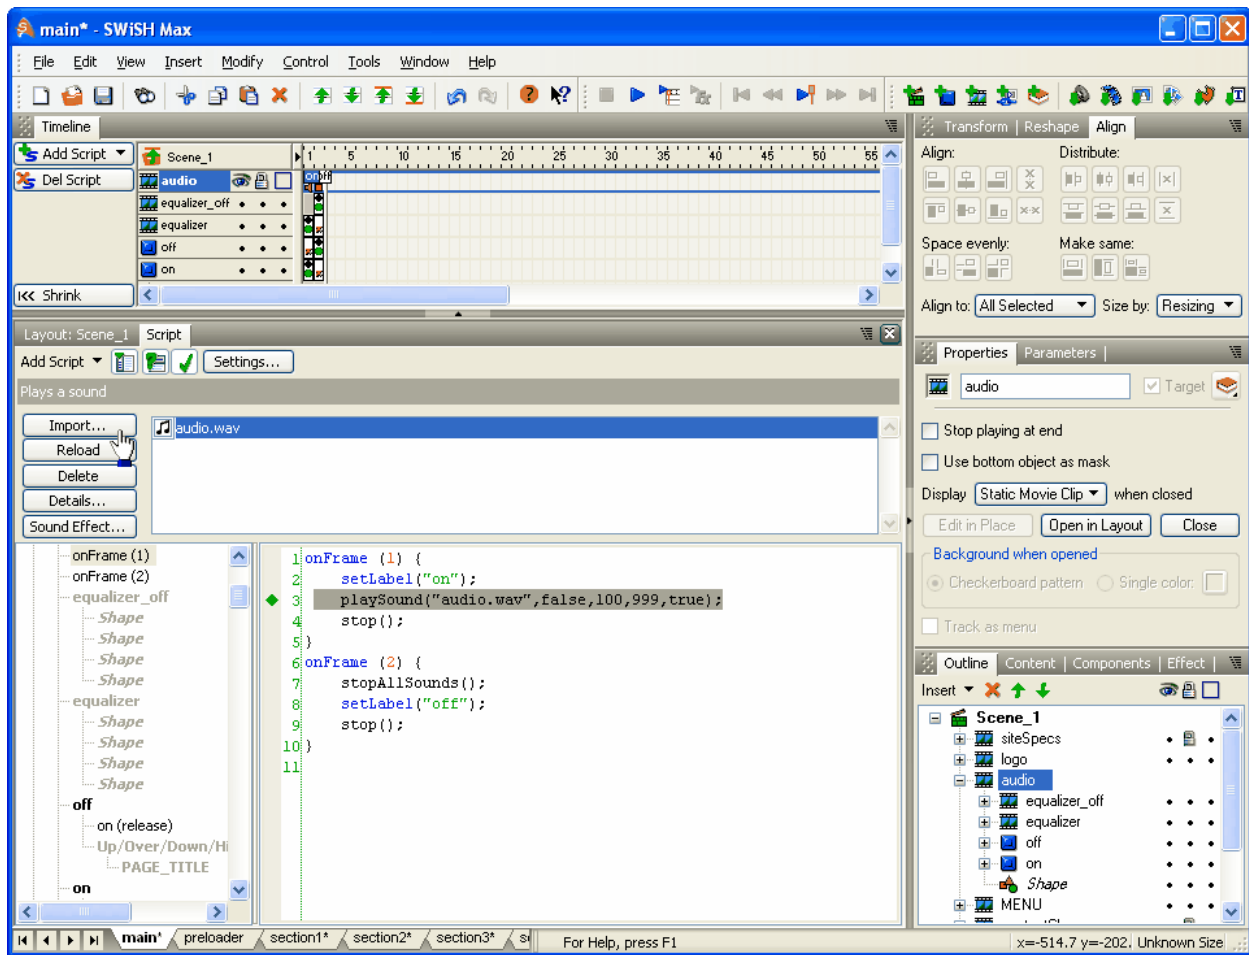 main* - SWiSH Max
File Edit View Insert Modify Control Tools Window Help
Timeline
Add Script
Del Script
Shrink
Scene_1
1 5 10 15 20 25 30 35 40 45 50 55
audio
on off
equalizer_off
equalizer
off
on
Layout: Scene_1 Script
Add Script Settings...
Plays a sound
Import...
Reload
Delete
Details...
Sound Effect...
audio.wav
onFrame (1)
onFrame (2)
equalizer_off
Shape
Shape
Shape
Shape
equalizer
Shape
Shape
Shape
Shape
off
on (release)
Up/Over/Down/Hi
PAGE_TITLE
on
1 onFrame (1) {
2 setLabel("on");
3 playSound("audio.wav",false,100,999,true);
4 stop();
5 }
6 onFrame (2) {
7 stopAllSounds();
8 setLabel("off");
9 stop();
10 }
11
main* preloader section1* section2* section3*
For Help, press F1
Transform Reshape Align
Align: Distribute:
Space evenly: Make same:
Align to: All Selected Size by: Resizing
Properties Parameters
audio Target
Stop playing at end
Use bottom object as mask
Display Static Movie Clip when closed
Edit in Place Open in Layout Close
Background when opened
Checkerboard pattern Single color:
Track as menu
Outline Content Components Effect
Insert
Scene_1
siteSpecs
logo
audio
equalizer_off
equalizer
off
on
Shape
MENU
x=-514.7 y=-202. Unknown Size